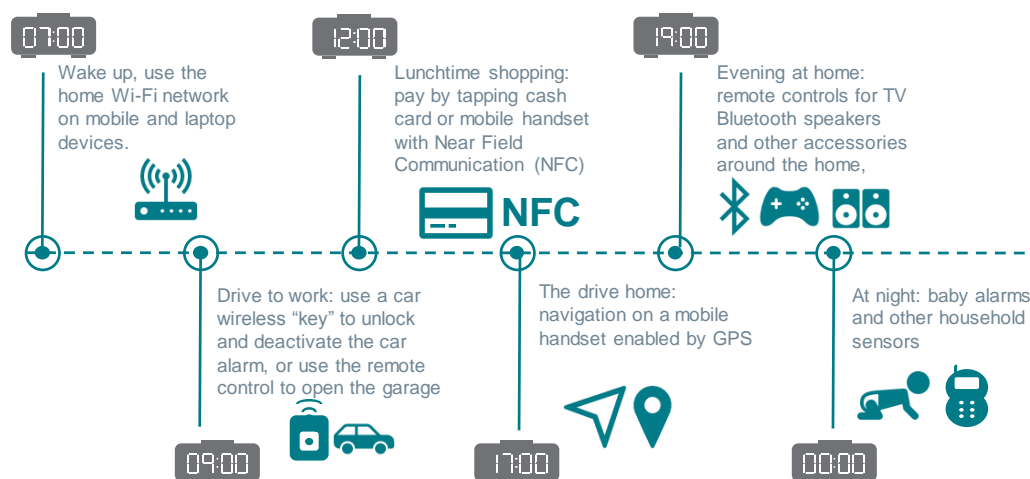 07:00
Wake up, use the
home Wi-Fi network
on mobile and laptop
devices.
12:00
Lunchtime shopping:
pay by tapping cash
card or mobile handset
with Near Field
Communication (NFC)
NFC
19:00
Evening at home:
remote controls for TV
Bluetooth speakers
and other accessories
around the home,
Drive to work: use a car
wireless “key” to unlock
and deactivate the car
alarm, or use the remote
control to open the garage
09:00
The drive home:
navigation on a mobile
handset enabled by GPS
17:00
At night: baby alarms
and other household
sensors
00:00